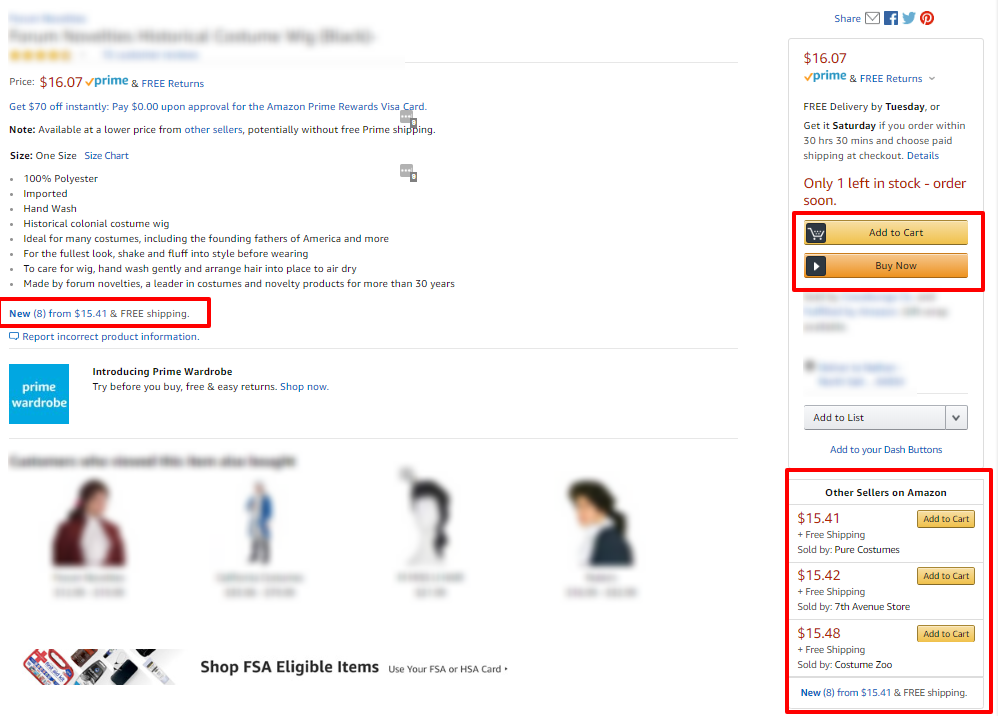 Share
Price: $16.07 prime & FREE Returns
Get $70 off instantly: Pay $0.00 upon approval for the Amazon Prime Rewards Visa Card.
Note: Available at a lower price from other sellers, potentially without free Prime shipping.
Size: One Size Size Chart
100% Polyester
Imported
Hand Wash
Historical colonial costume wig
Ideal for many costumes, including the founding fathers of America and more
For the fullest look, shake and fluff into style before wearing
To care for wig, hand wash gently and arrange hair into place to air dry
Made by forum novelties, a leader in costumes and novelty products for more than 30 years
New (8) from $15.41 & FREE shipping.
Report incorrect product information.
prime
wardrobe
Introducing Prime Wardrobe
Try before you buy, free & easy returns. Shop now.
Customers who viewed this item also bought
Shop FSA Eligible Items Use Your FSA or HSA Card
$16.07
prime & FREE Returns
FREE Delivery by Tuesday, or
Get it Saturday if you order within
30 hrs 30 mins and choose paid
shipping at checkout. Details
Only 1 left in stock - order
soon.
Add to Cart
Buy Now
Add to List
Add to your Dash Buttons
Other Sellers on Amazon
$15.41 Add to Cart
+ Free Shipping
Sold by: Pure Costumes
$15.42 Add to Cart
+ Free Shipping
Sold by: 7th Avenue Store
$15.48 Add to Cart
+ Free Shipping
Sold by: Costume Zoo
New (8) from $15.41 & FREE shipping.